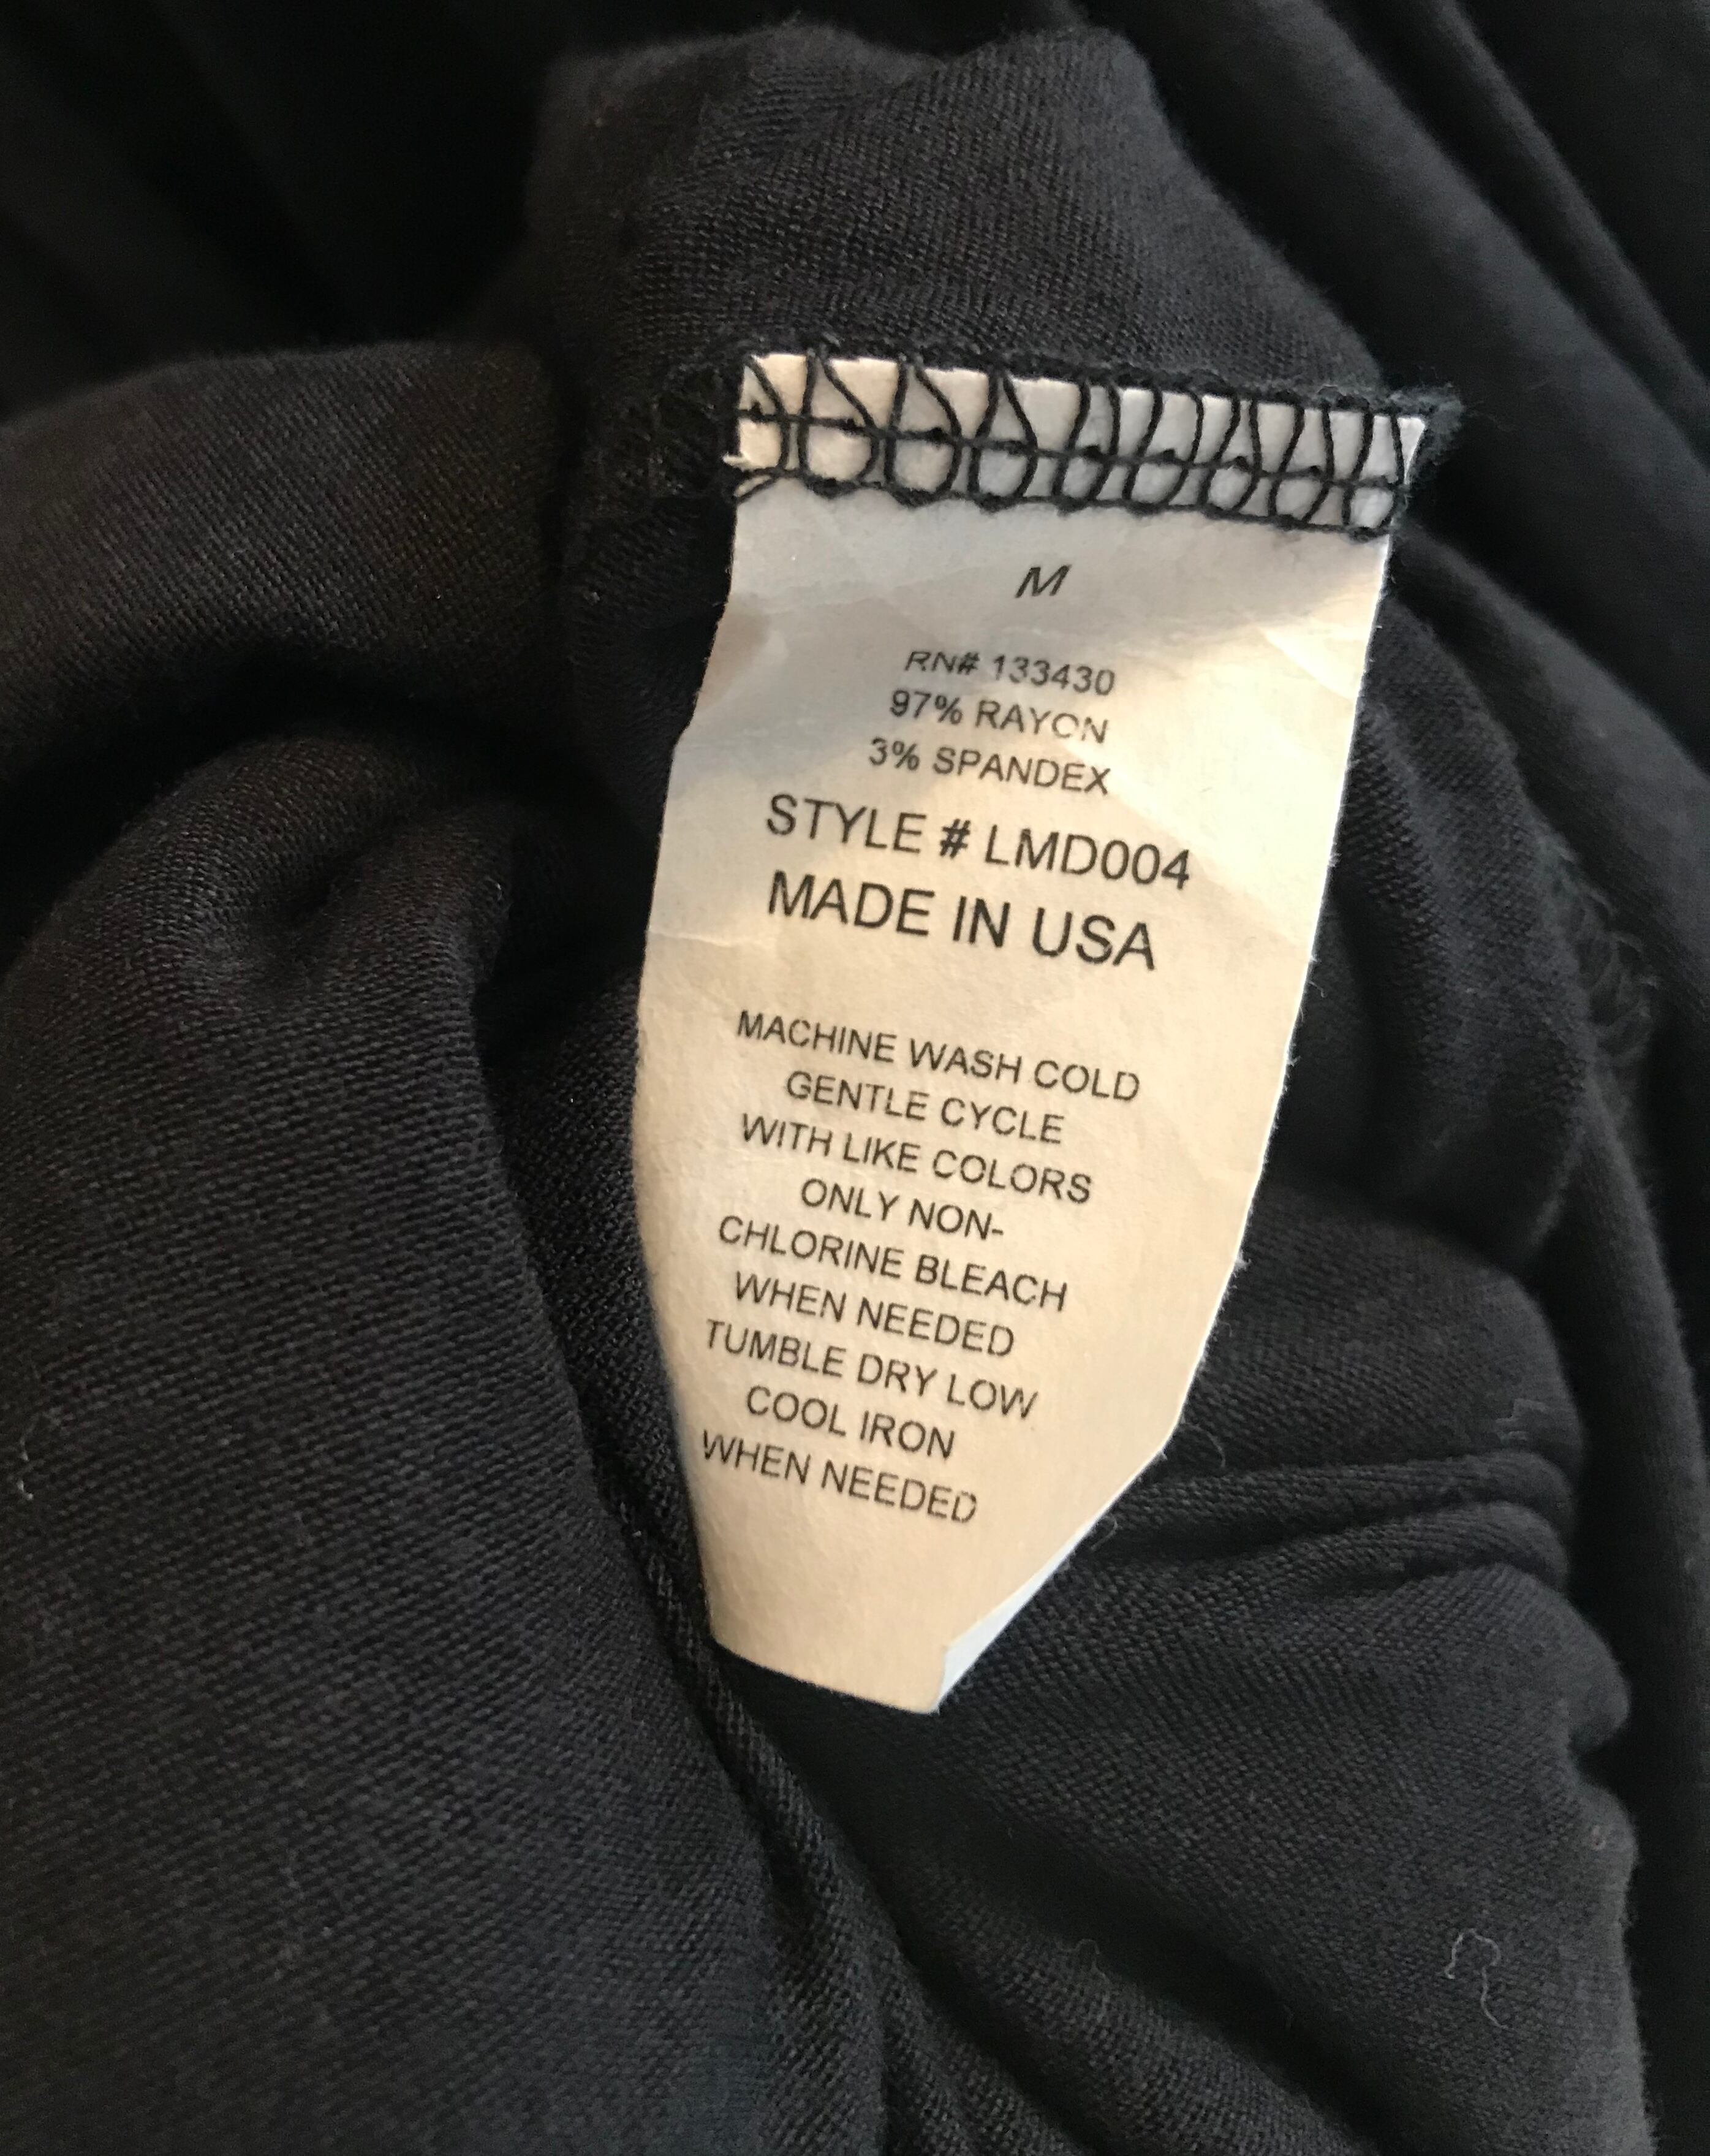 M
RN# 133430
97% RAYON
3% SPANDEX
STYLE # LMD004
MADE IN USA
MACHINE WASH COLD
GENTLE CYCLE
WITH LIKE COLORS
ONLY NON-
CHLORINE BLEACH
WHEN NEEDED
TUMBLE DRY LOW
COOL IRON
WHEN NEEDED